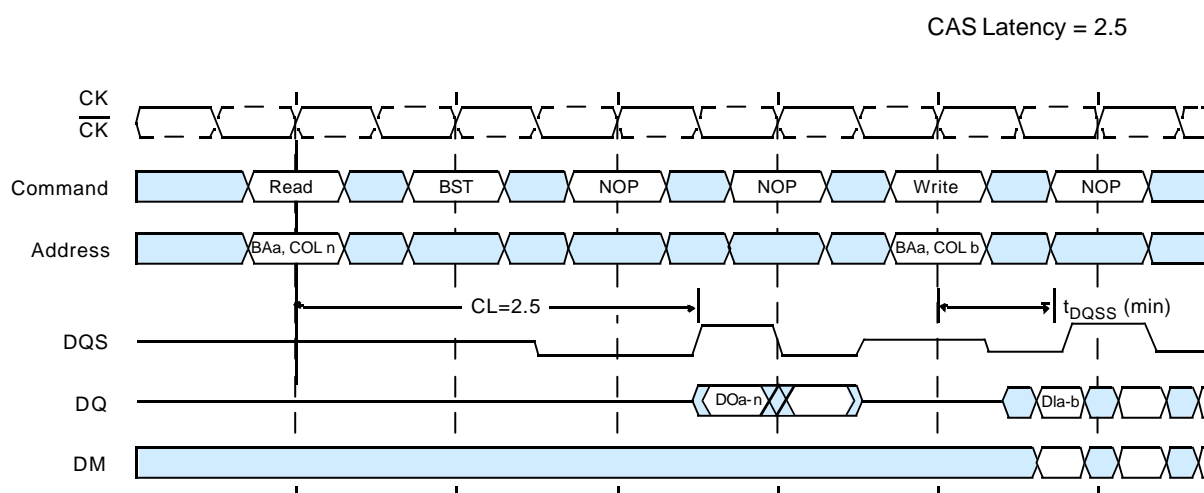 CAS Latency = 2.5
CK
CK
Command Read BST NOP NOP Write NOP
Address BAa, COL n BAa, COL b
CL=2.5 tDQSS (min)
DQS
DQ DOa-n DIa-b
DM